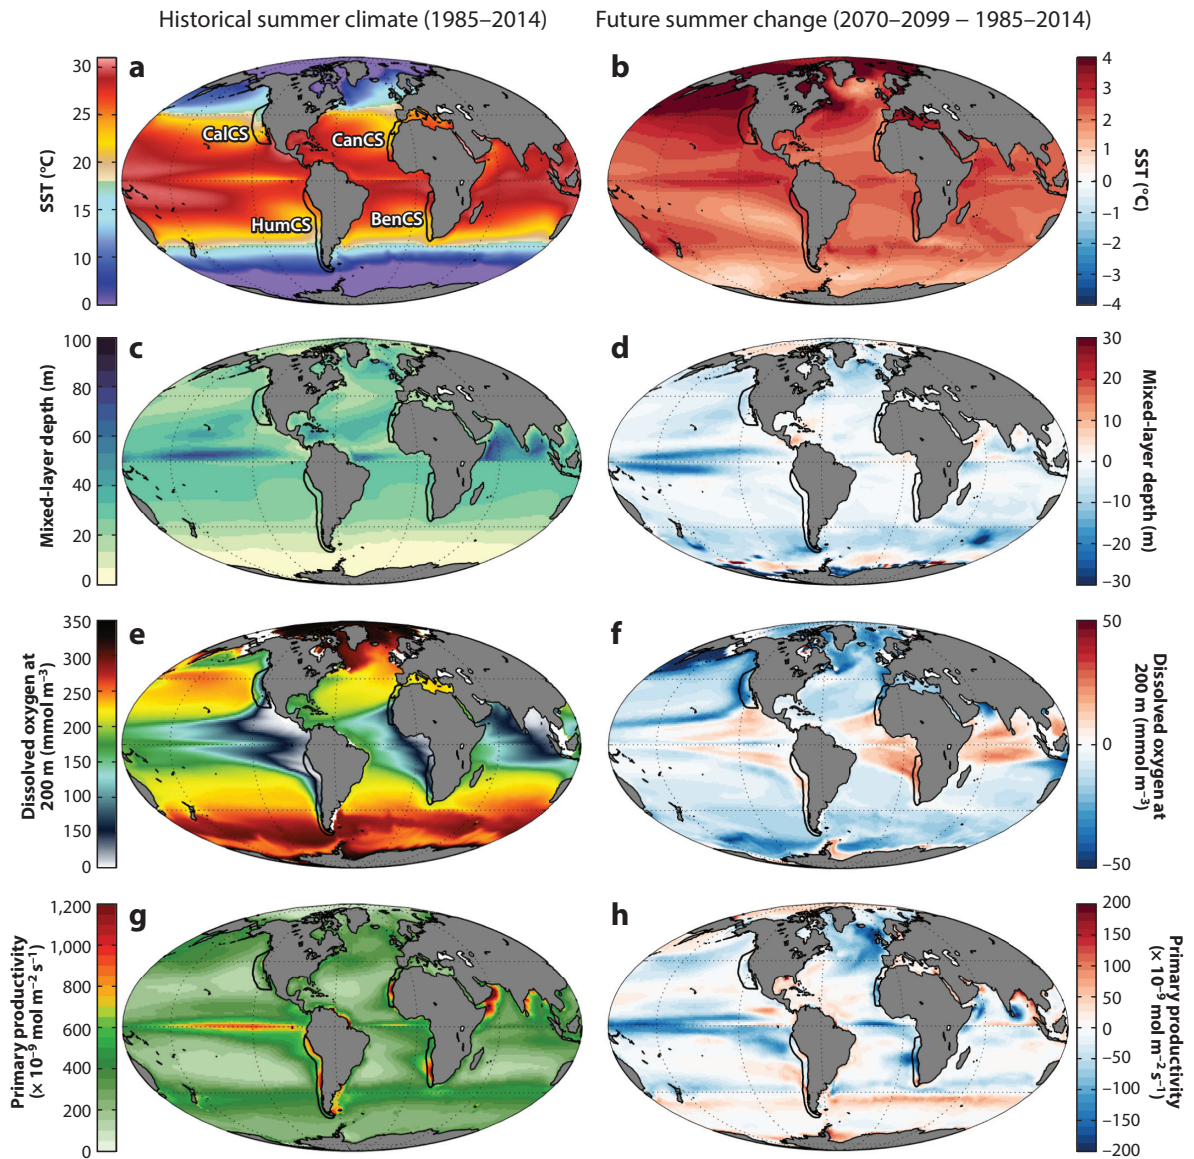 Historical summer climate (1985–2014)
Future summer change (2070–2099 – 1985–2014)
a
30
25
20
15
10
0
SST (°C)
CalCS
CanCS
HumCS
BenCS
b
4
3
2
1
0
–1
–2
–3
–4
SST (°C)
c
100
80
60
40
20
0
Mixed-layer depth (m)
d
30
20
10
0
–10
–20
–30
Mixed-layer depth (m)
e
350
300
250
200
150
100
150
0
Dissolved oxygen at
200 m (mmol m−3)
f
50
0
–50
Dissolved oxygen at
200 m (mmol m−3)
g
1,200
1,000
800
600
400
200
0
Primary productivity
(× 10−9 mol m−2 s−1)
h
200
150
100
50
0
–50
–100
–150
–200
Primary productivity
(× 10−9 mol m−2 s−1)